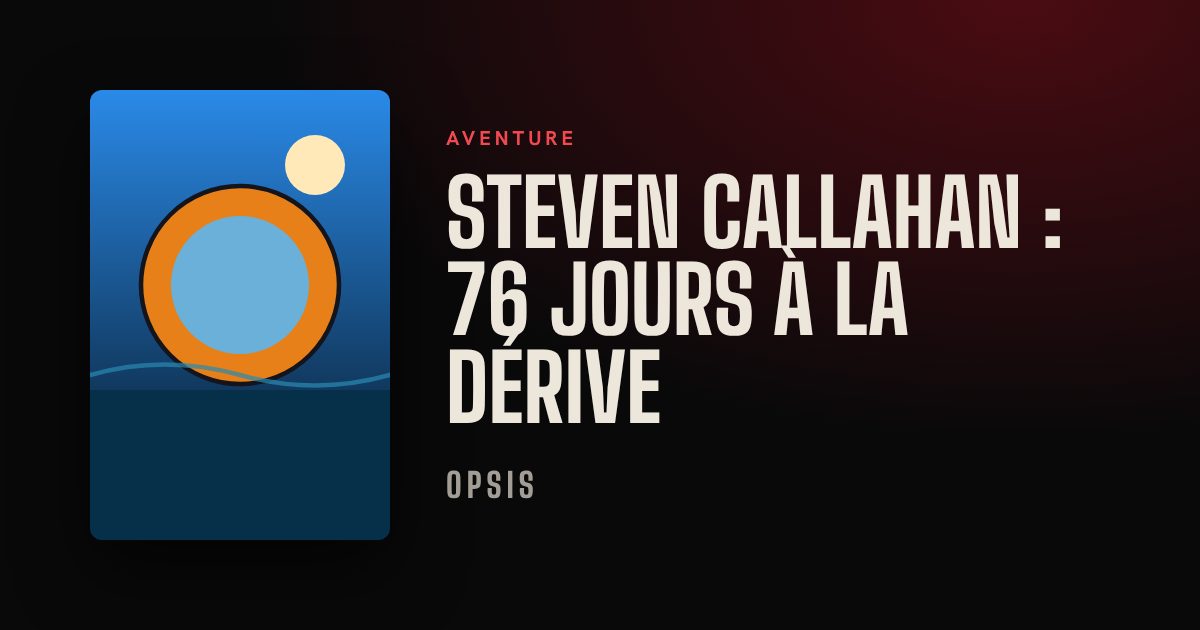 AVENTURE
STEVEN CALLAHAN :
76 JOURS À LA
DÉRIVE
OPSIS